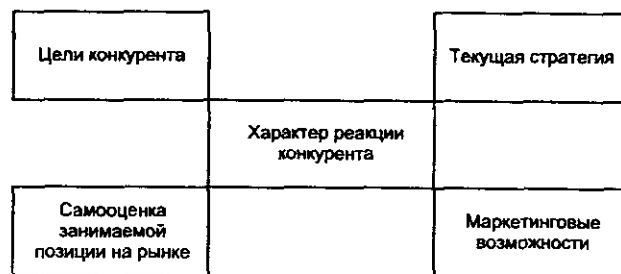 Цели конкурента
Текущая стратегия
Характер реакции
конкурента
Самооценка
занимаемой
позиции на рынке
Маркетинговые
возможности